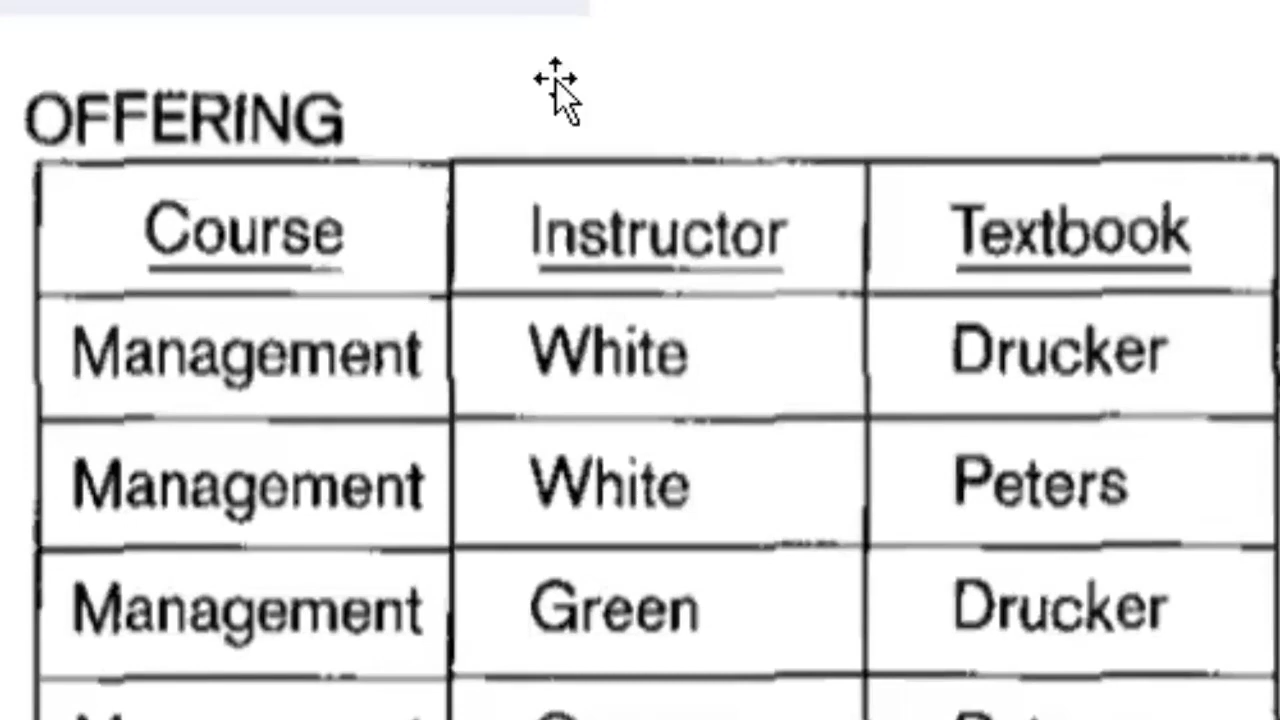 OFFERING
Course Instructor Textbook
Management White Drucker
Management White Peters
Management Green Drucker